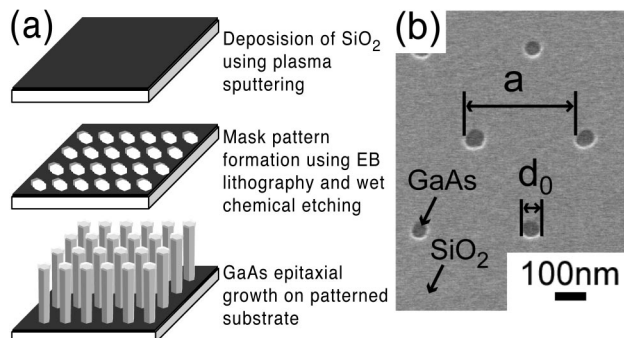 (a)
Deposision of SiO2
using plasma
sputtering
Mask pattern
formation using EB
lithography and wet
chemical etching
GaAs epitaxial
growth on patterned
substrate
(b)
a
GaAs
d0
SiO2
100nm